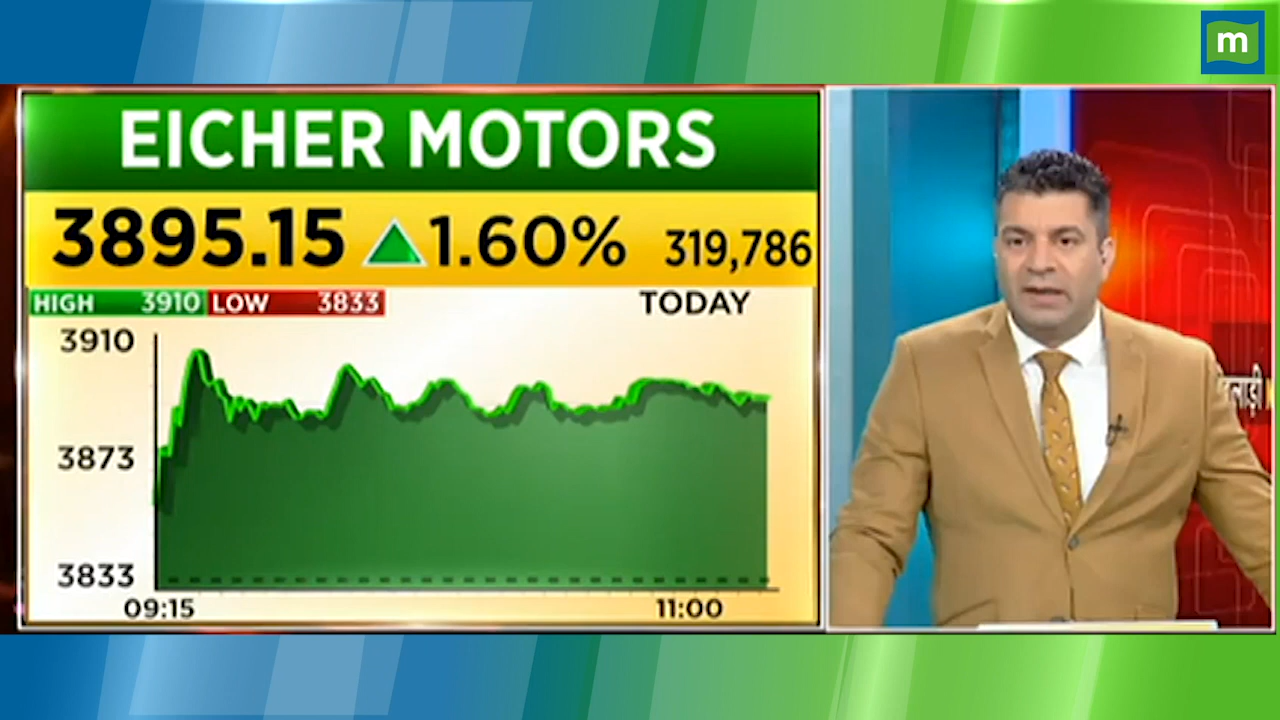 m
EICHER MOTORS
3895.15 ▲ 1.60% 319,786
HIGH 3910 LOW 3833 TODAY
3910
3873
3833
09:15 11:00